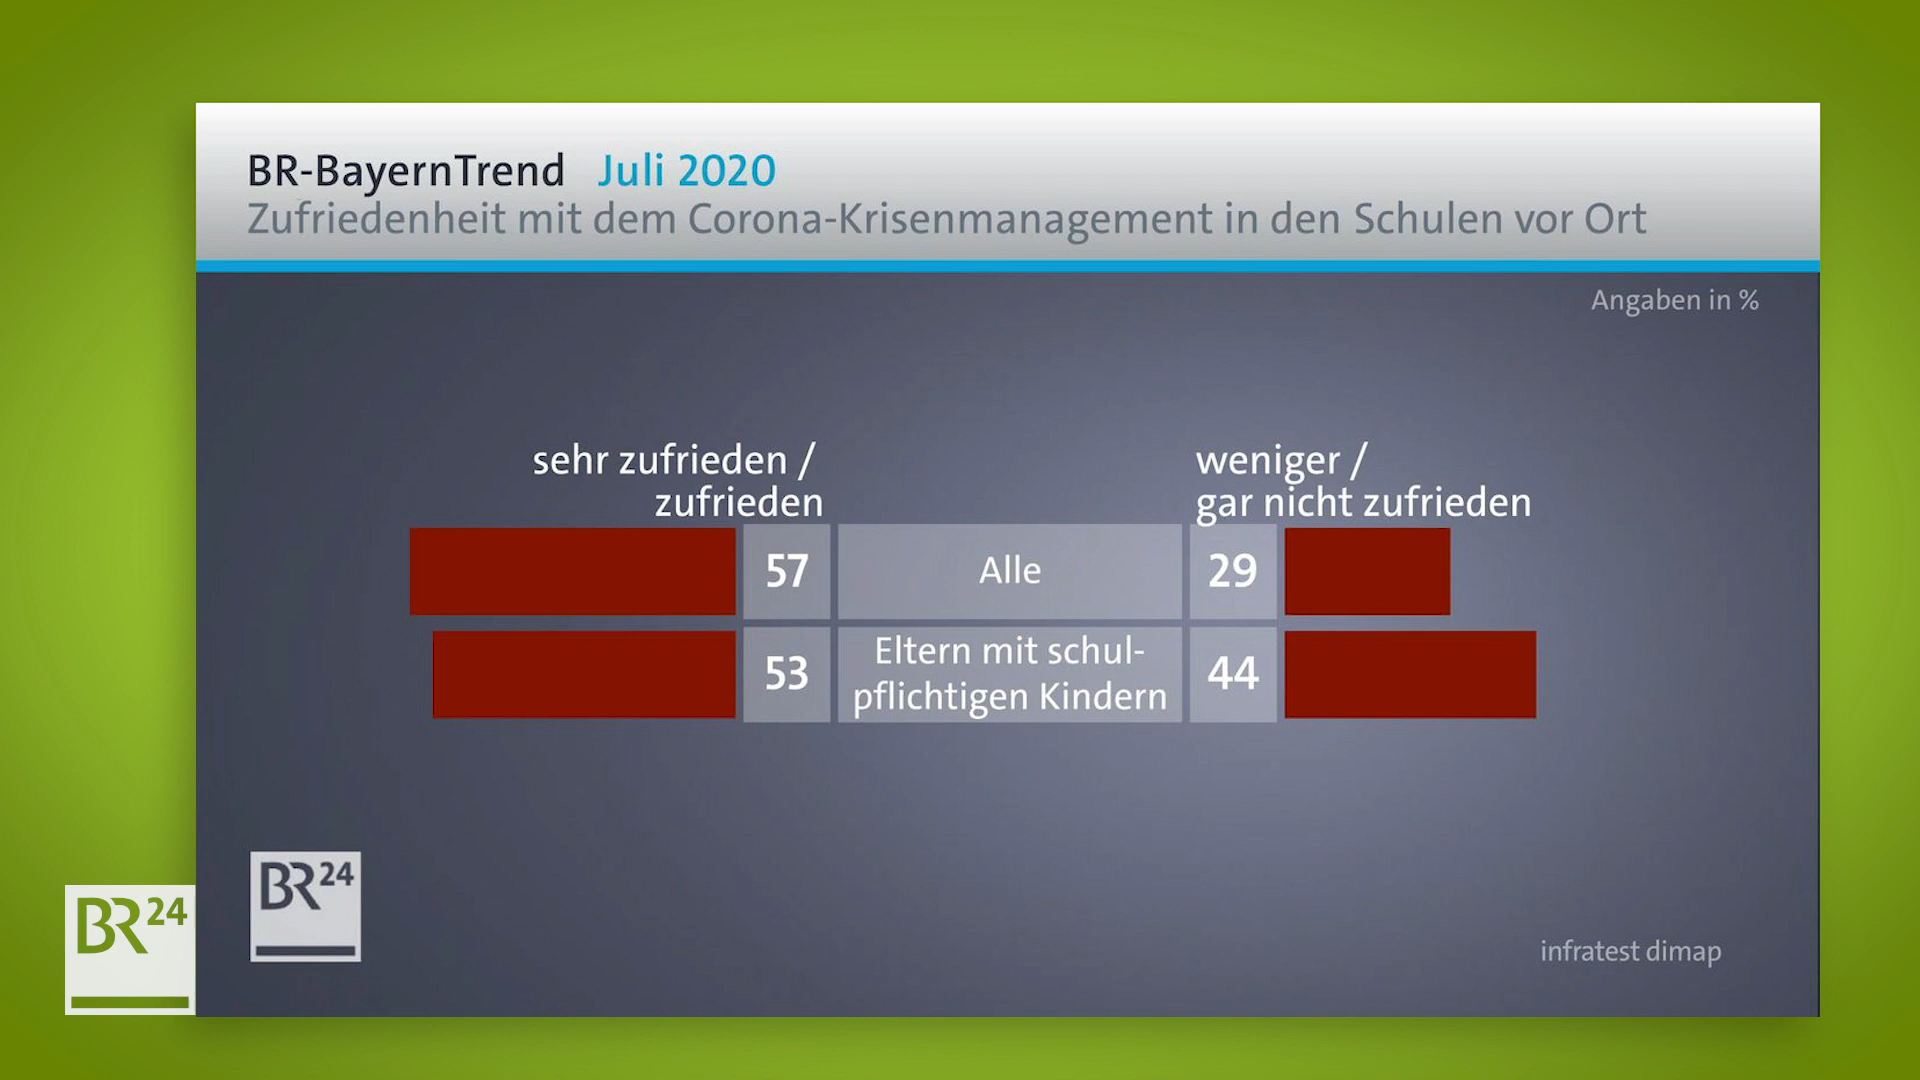 BR-BayernTrend Juli 2020
Zufriedenheit mit dem Corona-Krisenmanagement in den Schulen vor Ort
Angaben in %
sehr zufrieden /
zufrieden
weniger /
gar nicht zufrieden
57 Alle 29
53 Eltern mit schul-
pflichtigen Kindern 44
BR24
BR24
infratest dimap